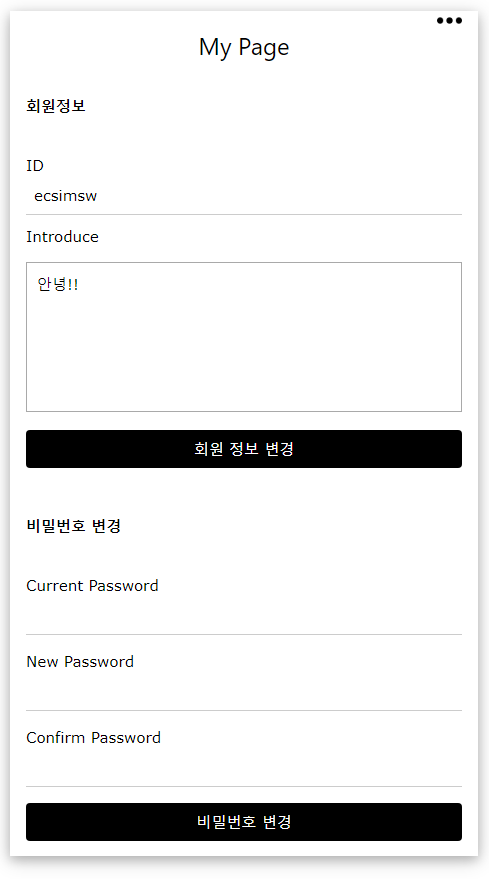 My Page
회원정보
ID
ecsimsw
Introduce
안녕!!
회원 정보 변경
비밀번호 변경
Current Password
New Password
Confirm Password
비밀번호 변경